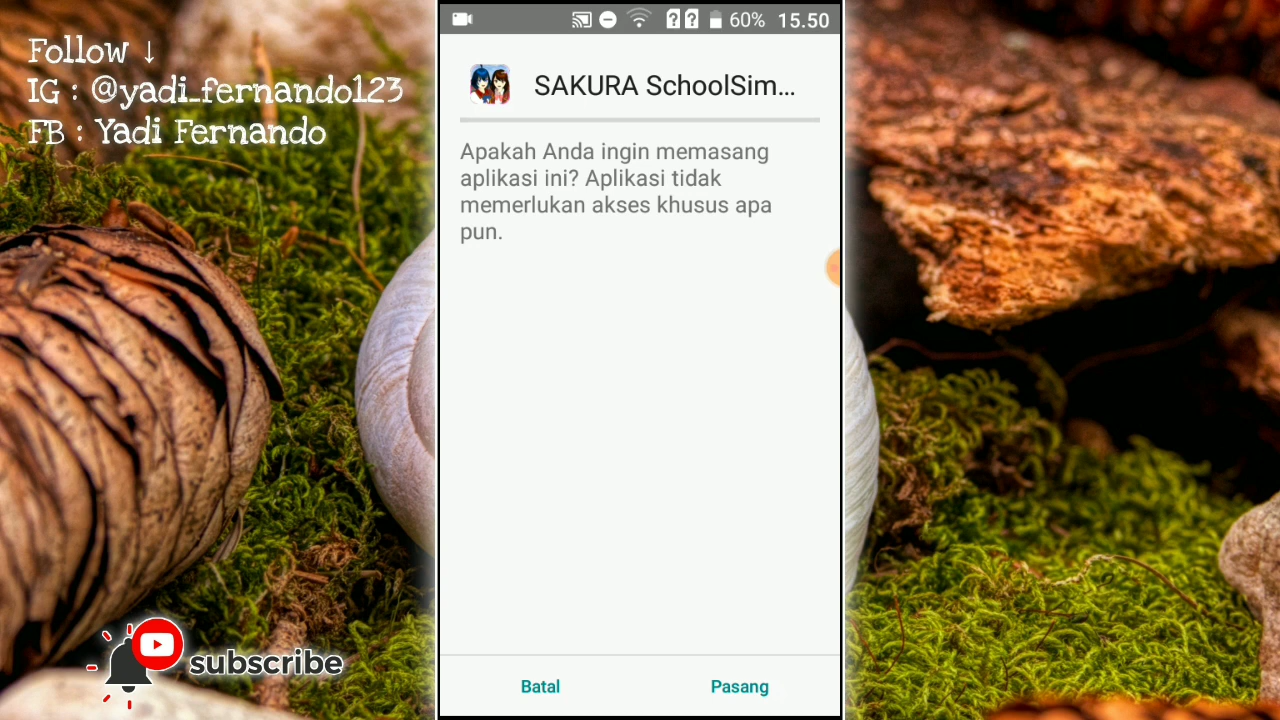 Follow ↓
IG : @yadi_fernando123
FB : Yadi Fernando
60% 15.50
SAKURA SchoolSim...
Apakah Anda ingin memasang
aplikasi ini? Aplikasi tidak
memerlukan akses khusus apa
pun.
Batal Pasang
subscribe